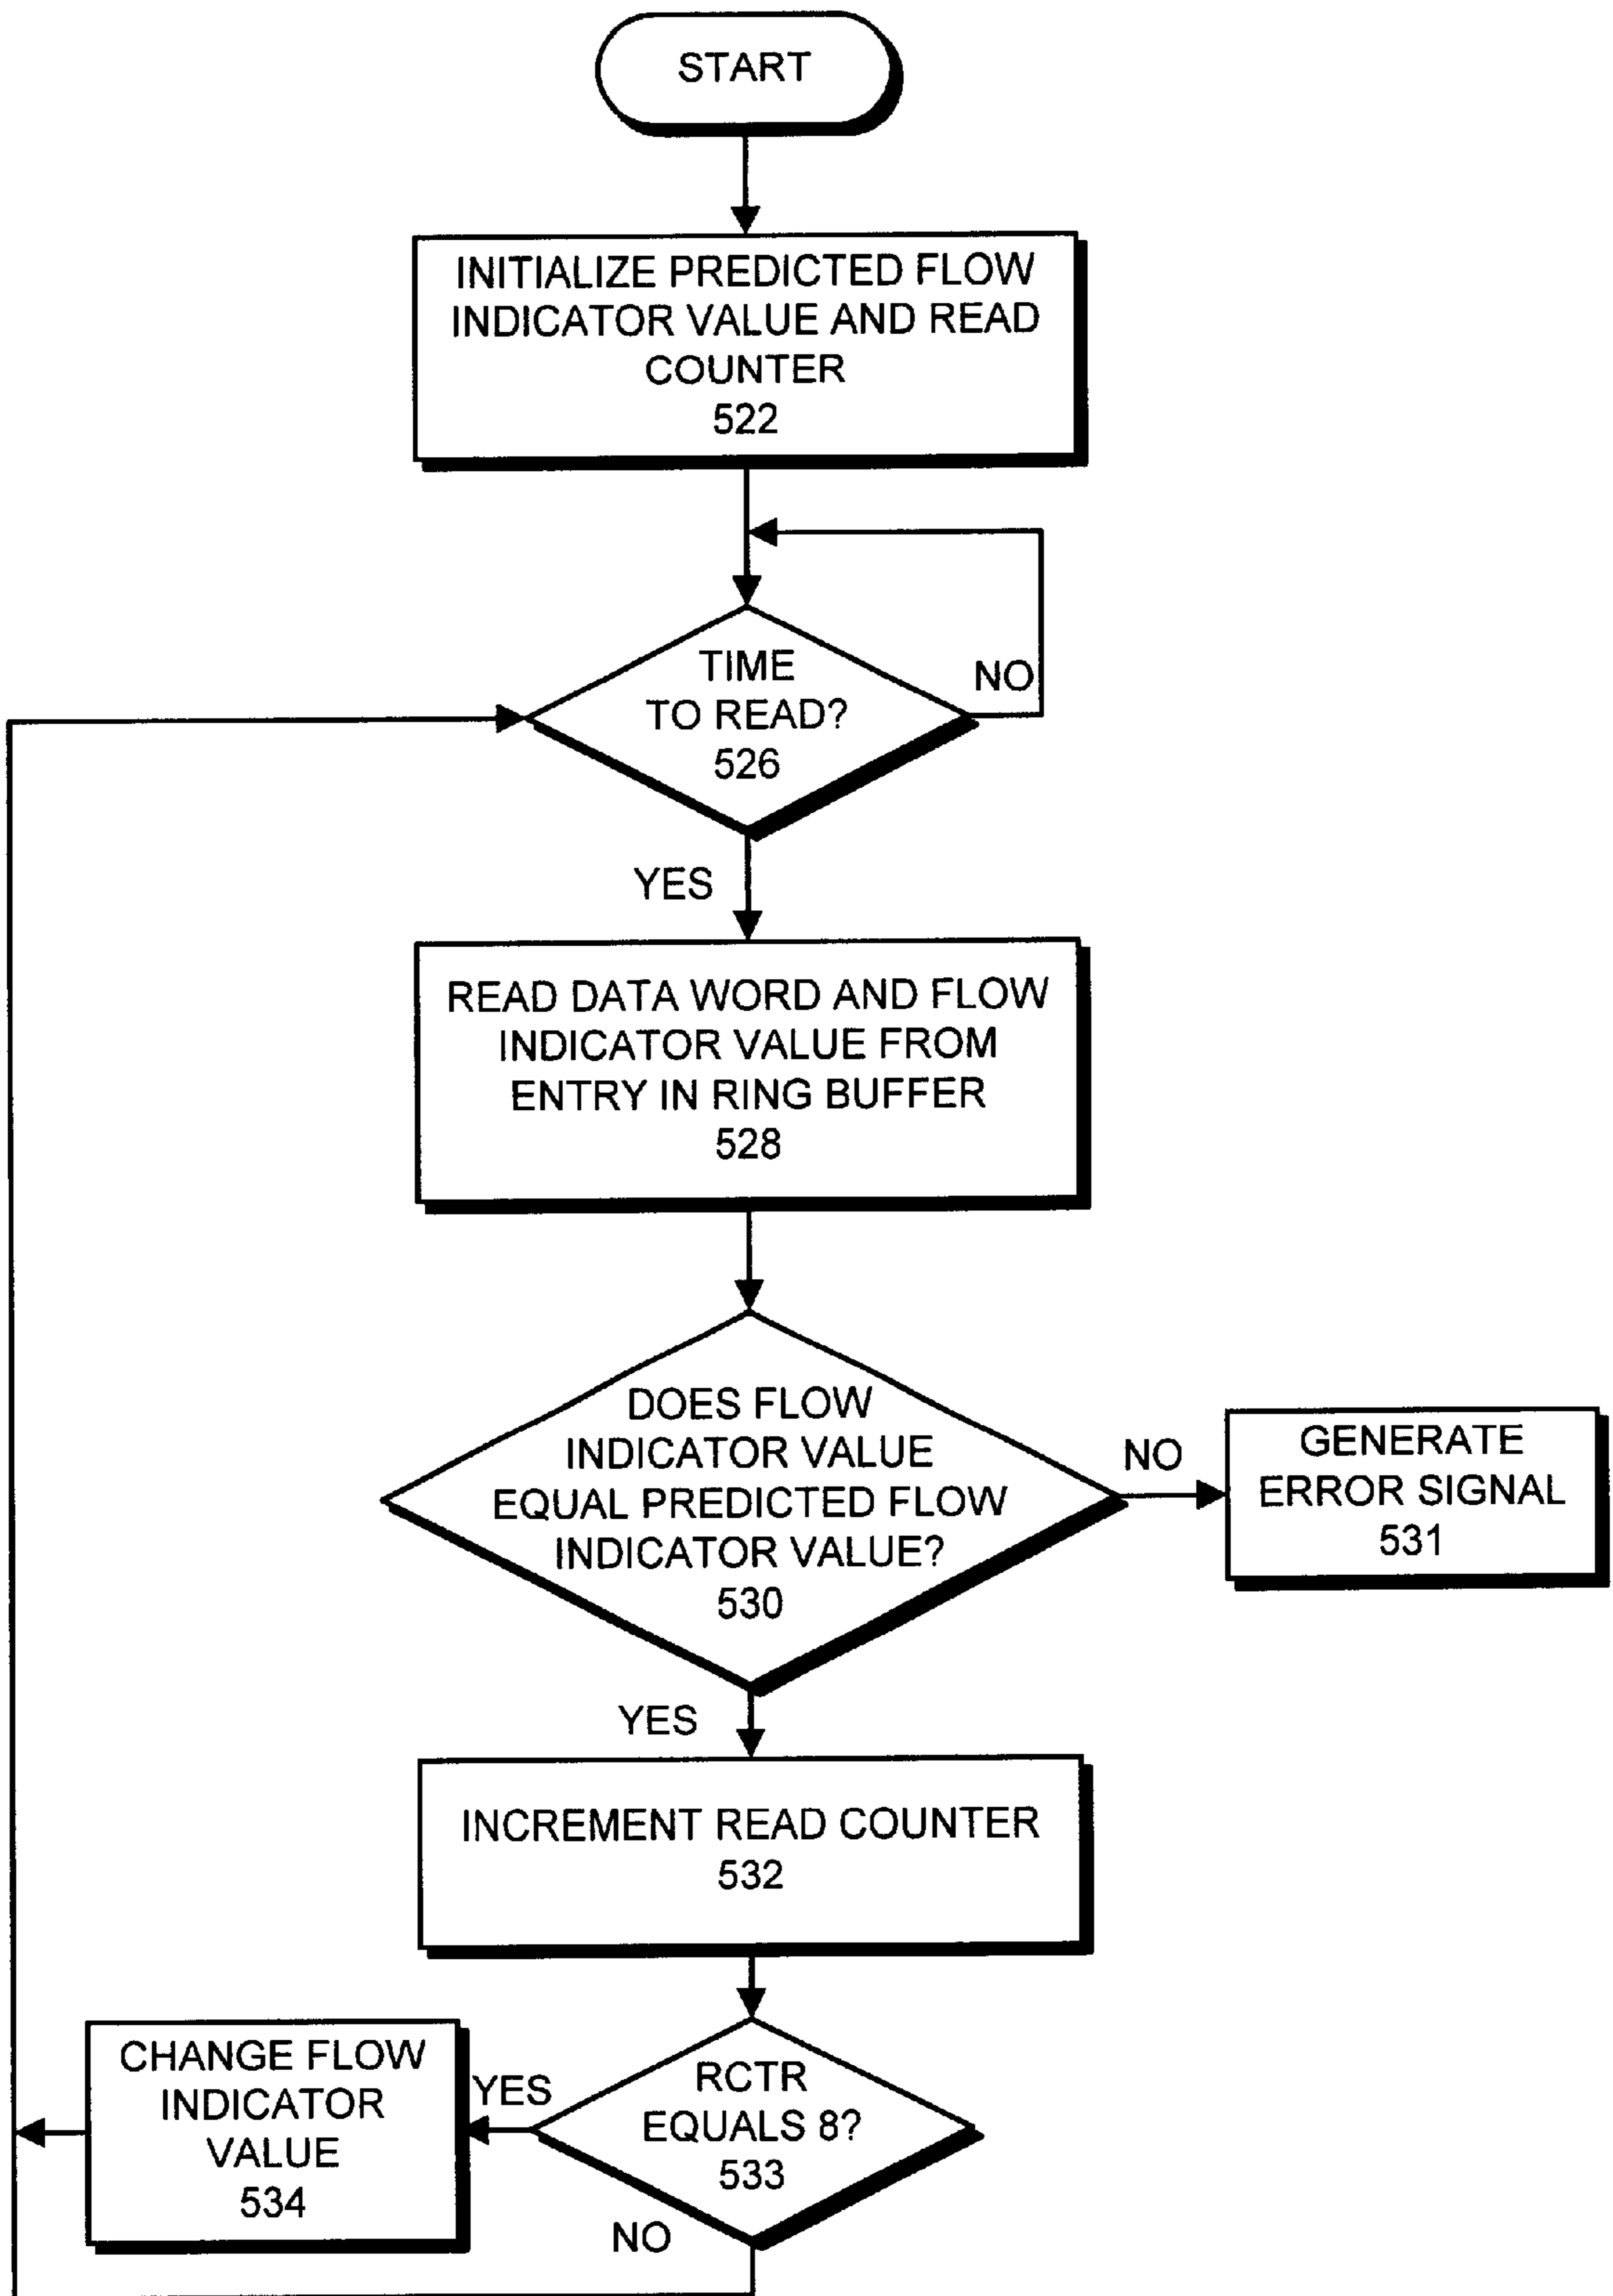 START
INITIALIZE PREDICTED FLOW
INDICATOR VALUE AND READ
COUNTER
522
TIME
TO READ?
526
NO
YES
READ DATA WORD AND FLOW
INDICATOR VALUE FROM
ENTRY IN RING BUFFER
528
DOES FLOW
INDICATOR VALUE
EQUAL PREDICTED FLOW
INDICATOR VALUE?
530
NO
GENERATE
ERROR SIGNAL
531
YES
INCREMENT READ COUNTER
532
RCTR
EQUALS 8?
533
YES
CHANGE FLOW
INDICATOR
VALUE
534
NO